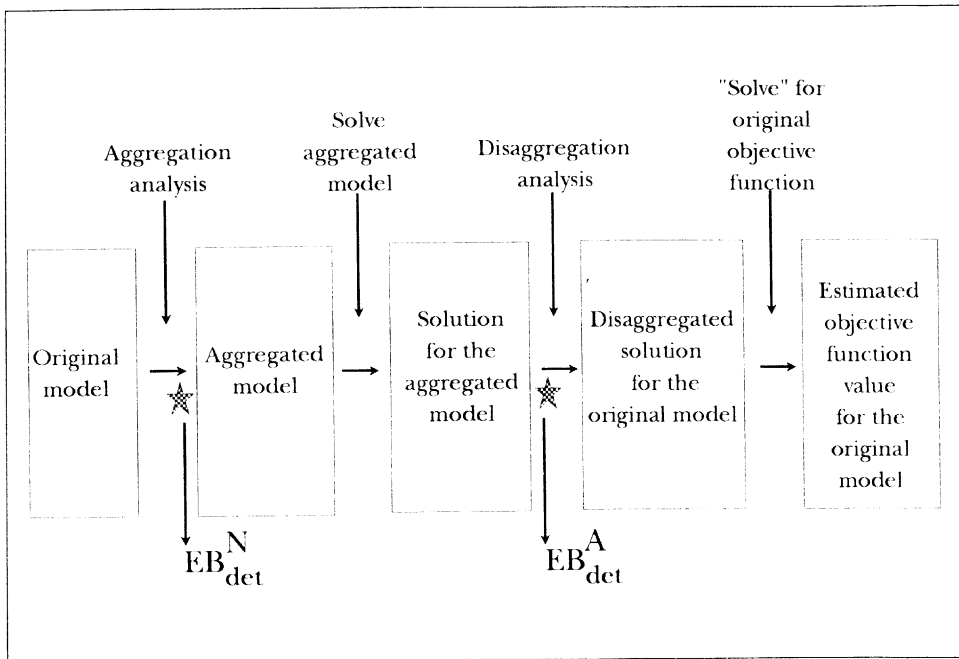 Aggregation
analysis
Solve
aggregated
model
Disaggregation
analysis
"Solve" for
original
objective
function
Original
model
Aggregated
model
Solution
for the
aggregated
model
Disaggregated
solution
for the
original model
Estimated
objective
function
value
for the
original
model
EB^N_det
EB^A_det